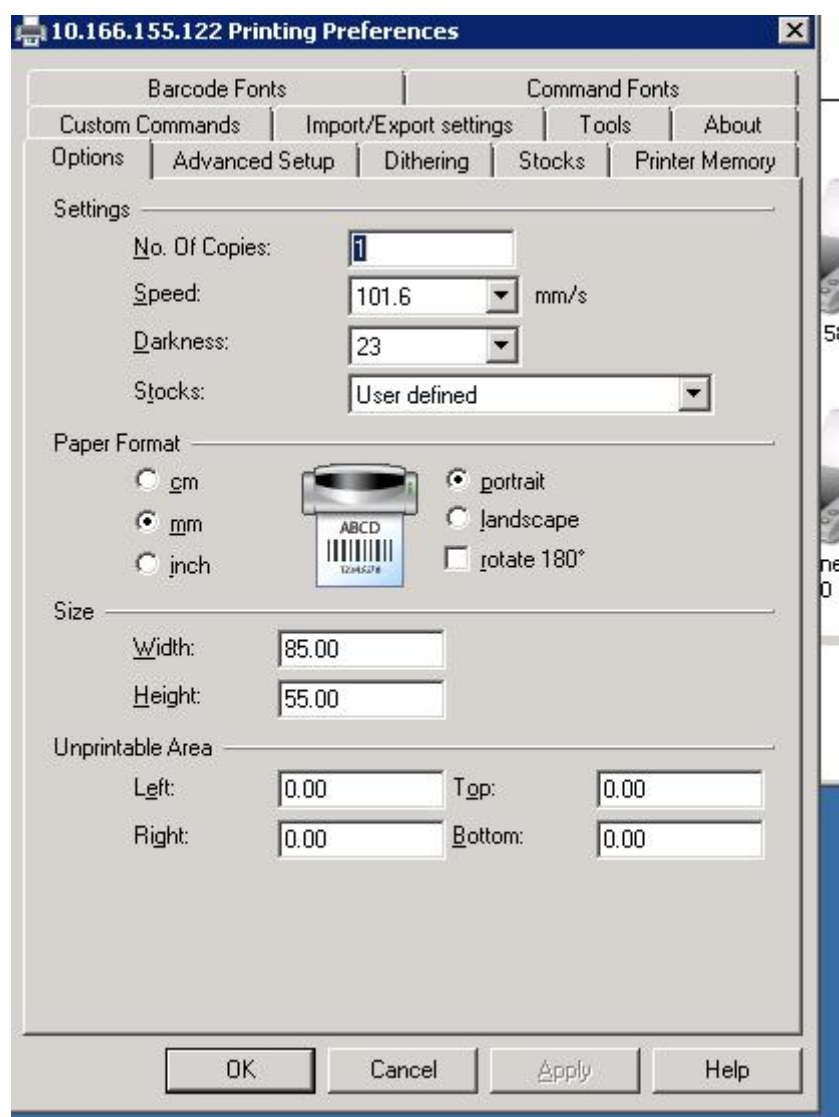 10.166.155.122 Printing Preferences
Barcode Fonts Command Fonts
Custom Commands Import/Export settings Tools About
Options Advanced Setup Dithering Stocks Printer Memory
Settings
No. Of Copies: 1
Speed: 101.6 mm/s
Darkness: 23
Stocks: User defined
Paper Format
cm portrait
mm landscape
inch rotate 180°
ABCD
Size
Width: 85.00
Height: 55.00
Unprintable Area
Left: 0.00 Top: 0.00
Right: 0.00 Bottom: 0.00
OK Cancel Apply Help